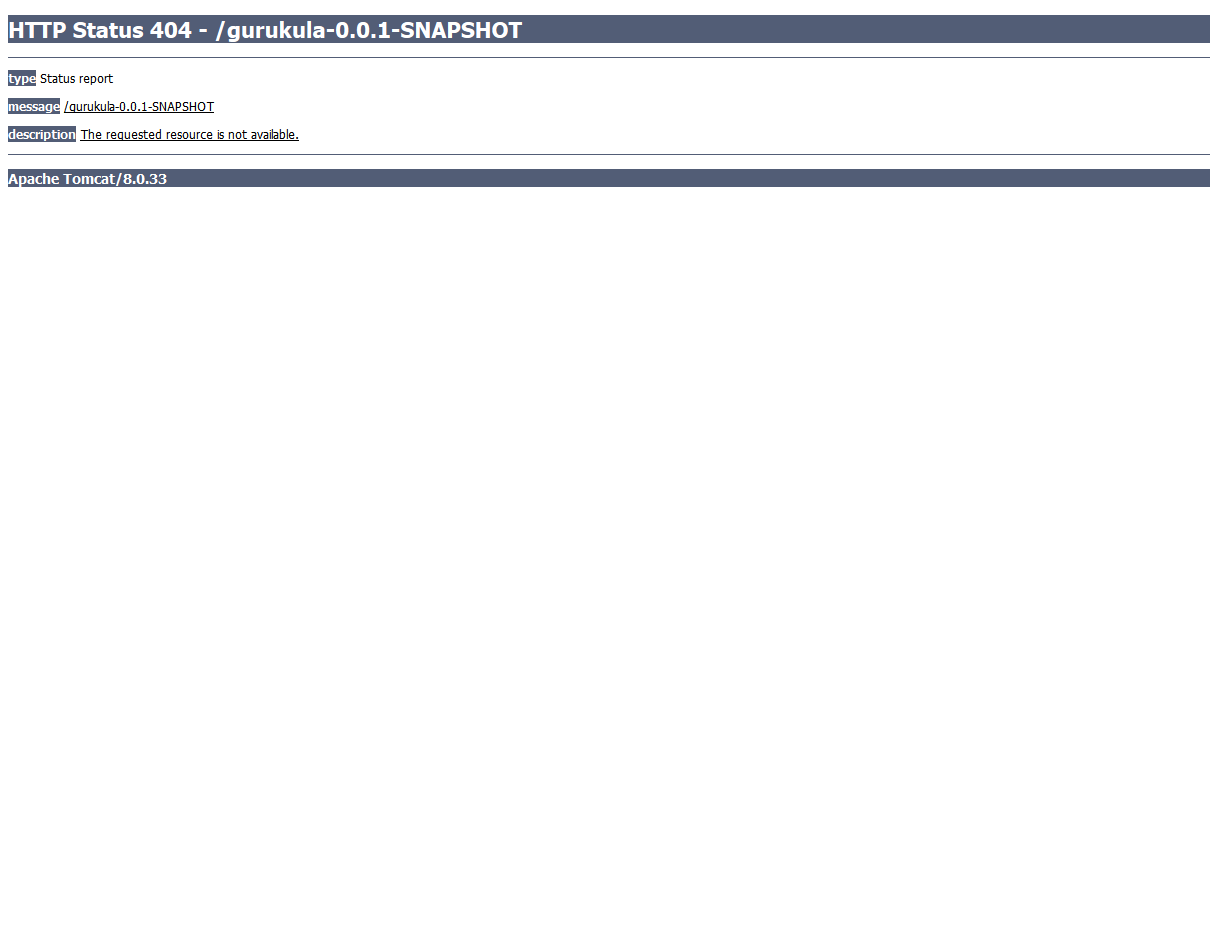 HTTP Status 404 - /gurukula-0.0.1-SNAPSHOT
type Status report
message /gurukula-0.0.1-SNAPSHOT
description The requested resource is not available.
Apache Tomcat/8.0.33